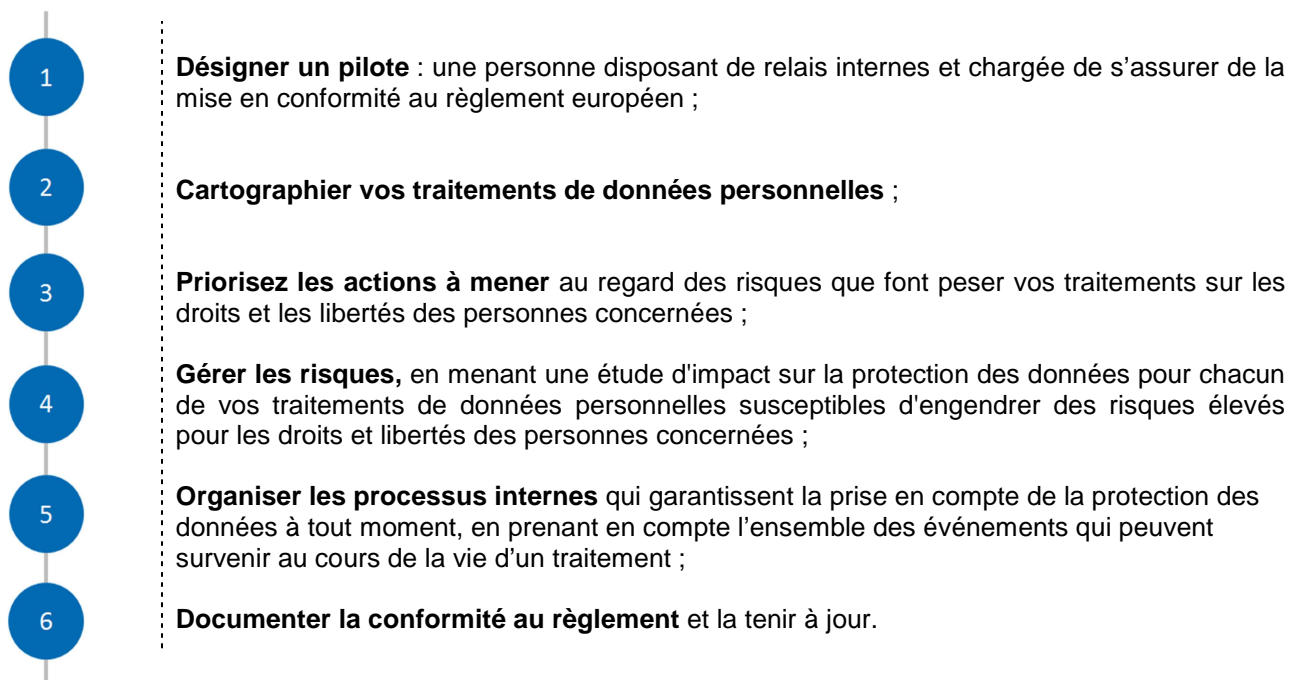 1
Désigner un pilote : une personne disposant de relais internes et chargée de s’assurer de la
mise en conformité au règlement européen ;
2
Cartographier vos traitements de données personnelles ;
3
Priorisez les actions à mener au regard des risques que font peser vos traitements sur les
droits et les libertés des personnes concernées ;
4
Gérer les risques, en menant une étude d'impact sur la protection des données pour chacun
de vos traitements de données personnelles susceptibles d'engendrer des risques élevés
pour les droits et libertés des personnes concernées ;
5
Organiser les processus internes qui garantissent la prise en compte de la protection des
données à tout moment, en prenant en compte l’ensemble des événements qui peuvent
survenir au cours de la vie d’un traitement ;
6
Documenter la conformité au règlement et la tenir à jour.